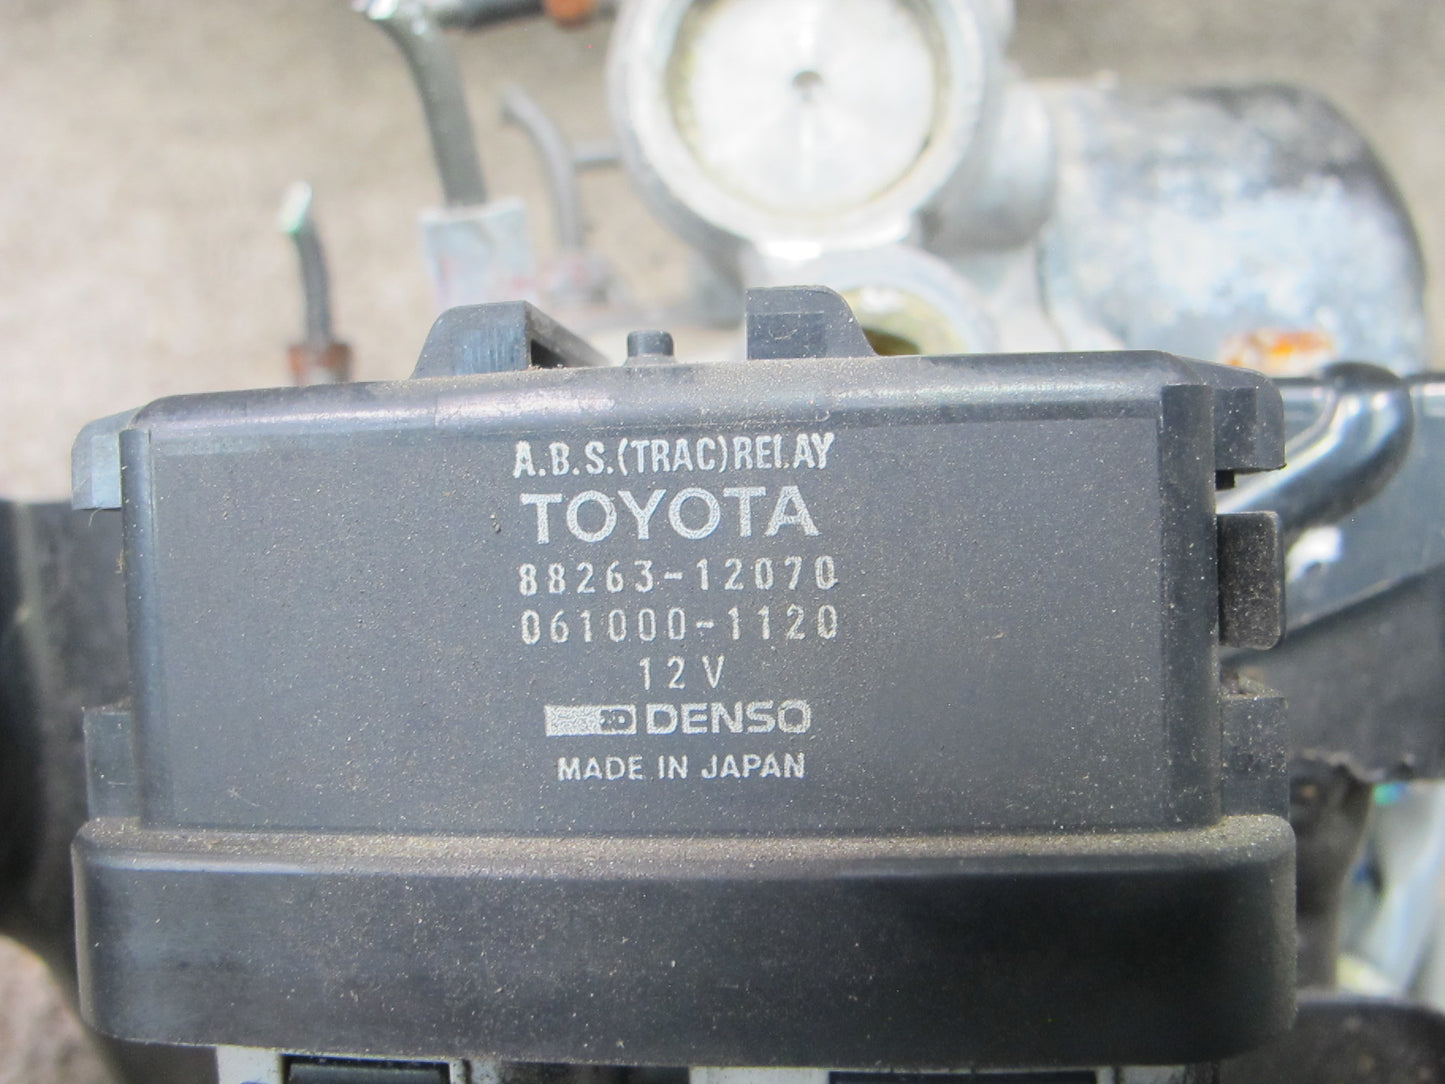 A.B.S.(TRAC)RELAY
TOYOTA
88263-12070
061000-1120
12V
DENSO
MADE IN JAPAN